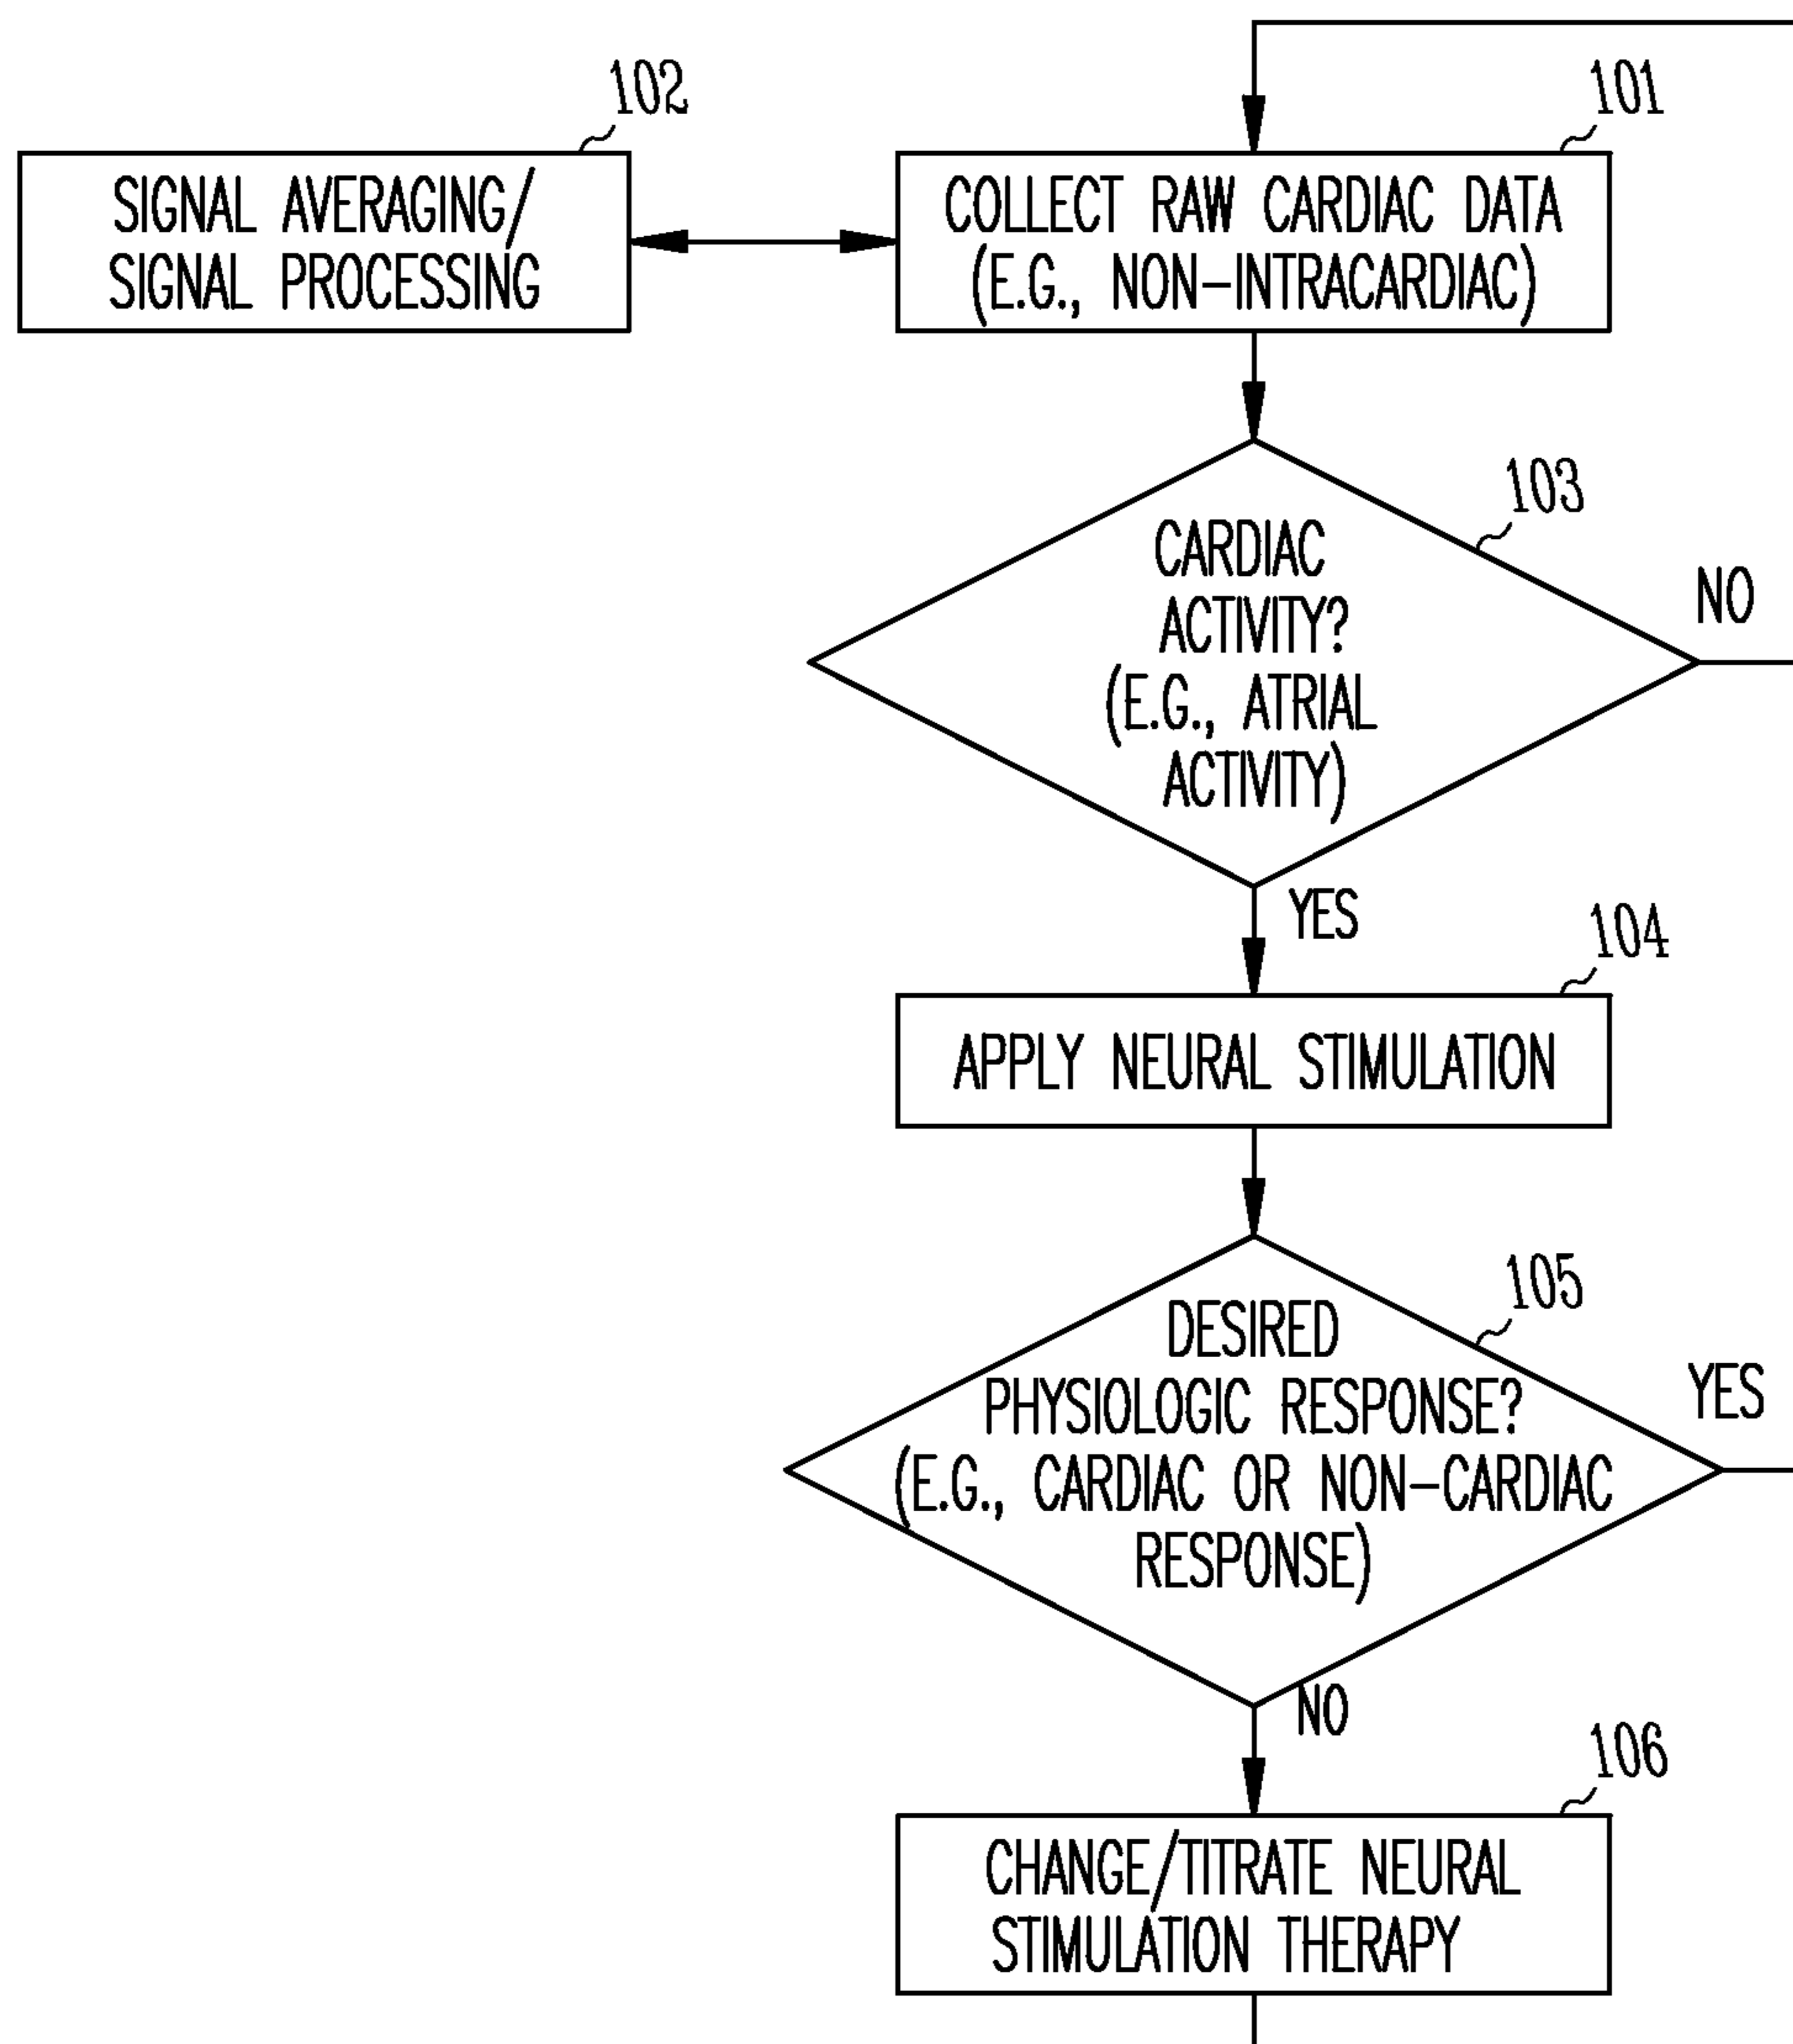 102
SIGNAL AVERAGING/
SIGNAL PROCESSING
101
COLLECT RAW CARDIAC DATA
(E.G., NON-INTRACARDIAC)
103
CARDIAC
ACTIVITY?
(E.G., ATRIAL
ACTIVITY)
NO
YES
104
APPLY NEURAL STIMULATION
105
DESIRED
PHYSIOLOGIC RESPONSE?
(E.G., CARDIAC OR NON-CARDIAC
RESPONSE)
YES
NO
106
CHANGE/TITRATE NEURAL
STIMULATION THERAPY